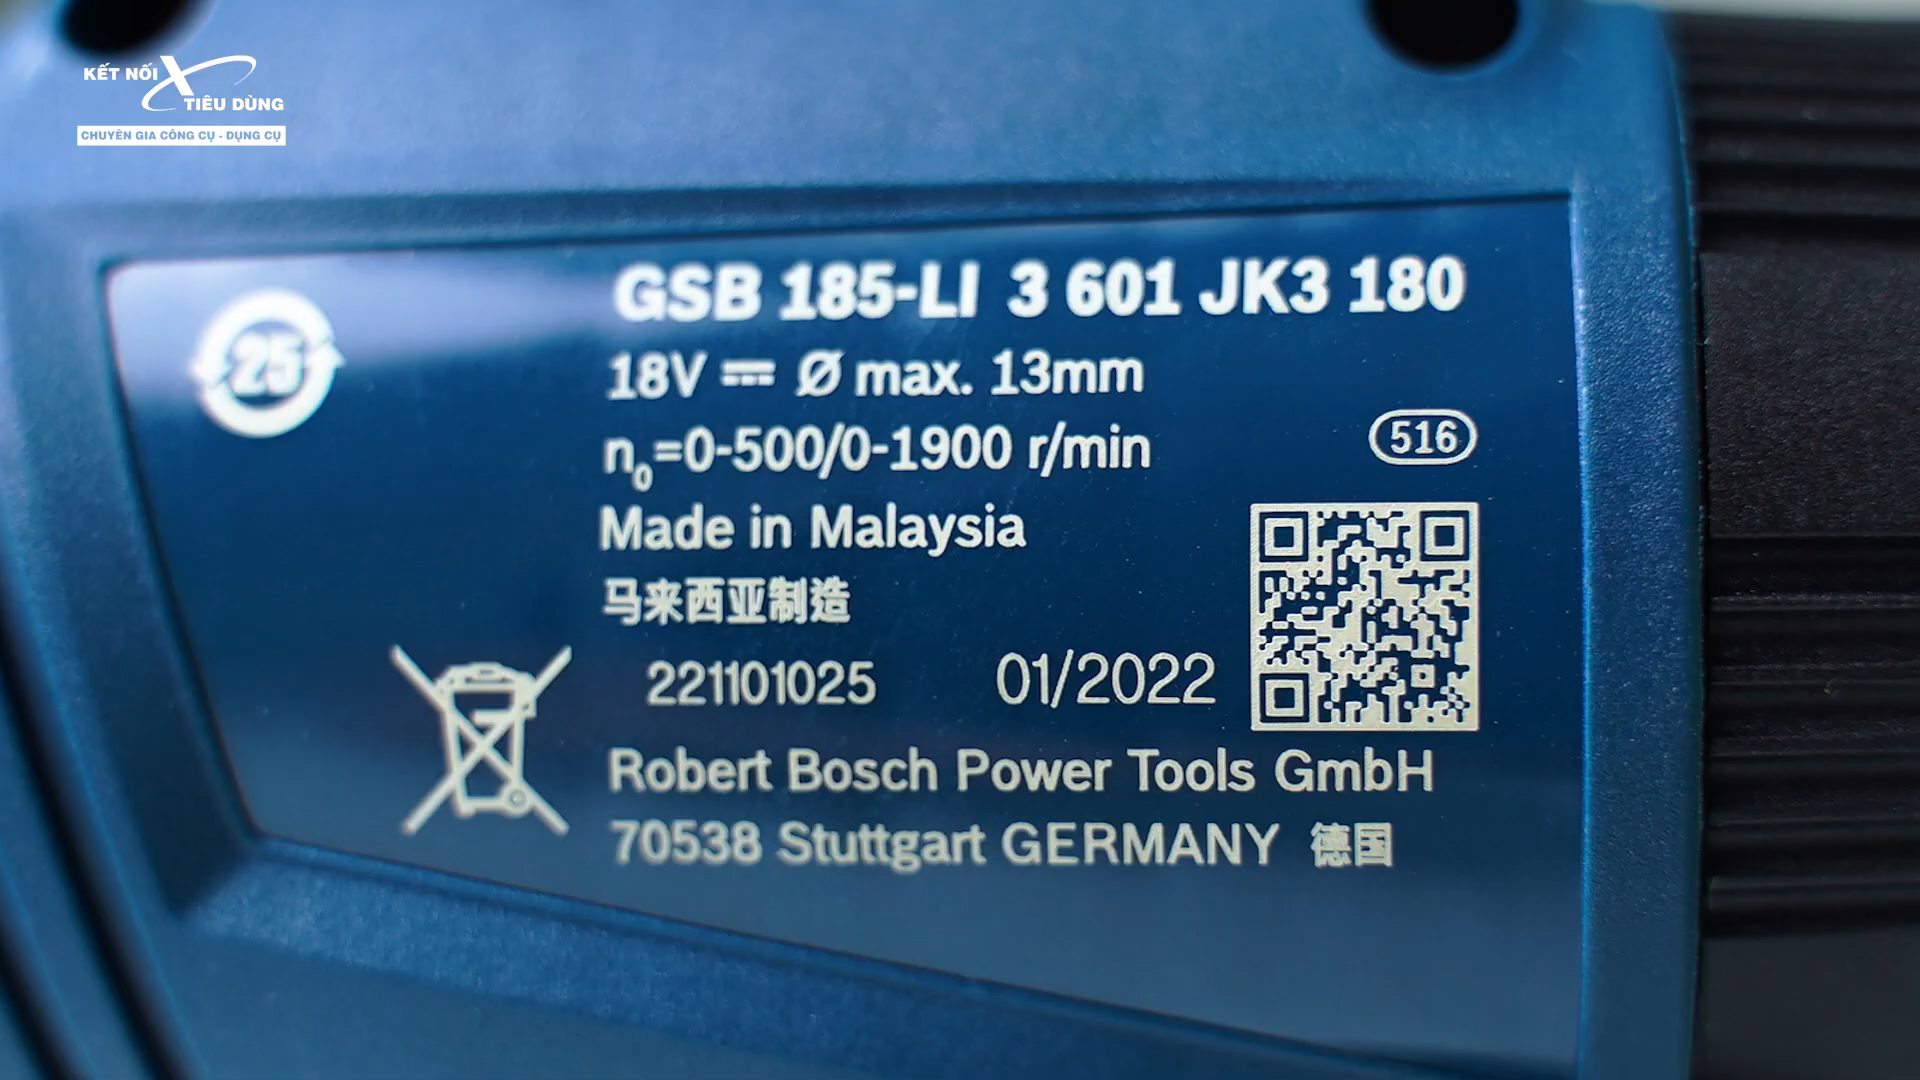 KẾT NỐI X
TIÊU DÙNG
CHUYÊN GIA CÔNG CỤ - DỤNG CỤ
GSB 185-LI 3 601 JK3 180
25
18V ⎓ Ø max. 13mm
n₀=0-500/0-1900 r/min
516
Made in Malaysia
马来西亚制造
221101025 01/2022
Robert Bosch Power Tools GmbH
70538 Stuttgart GERMANY 德国